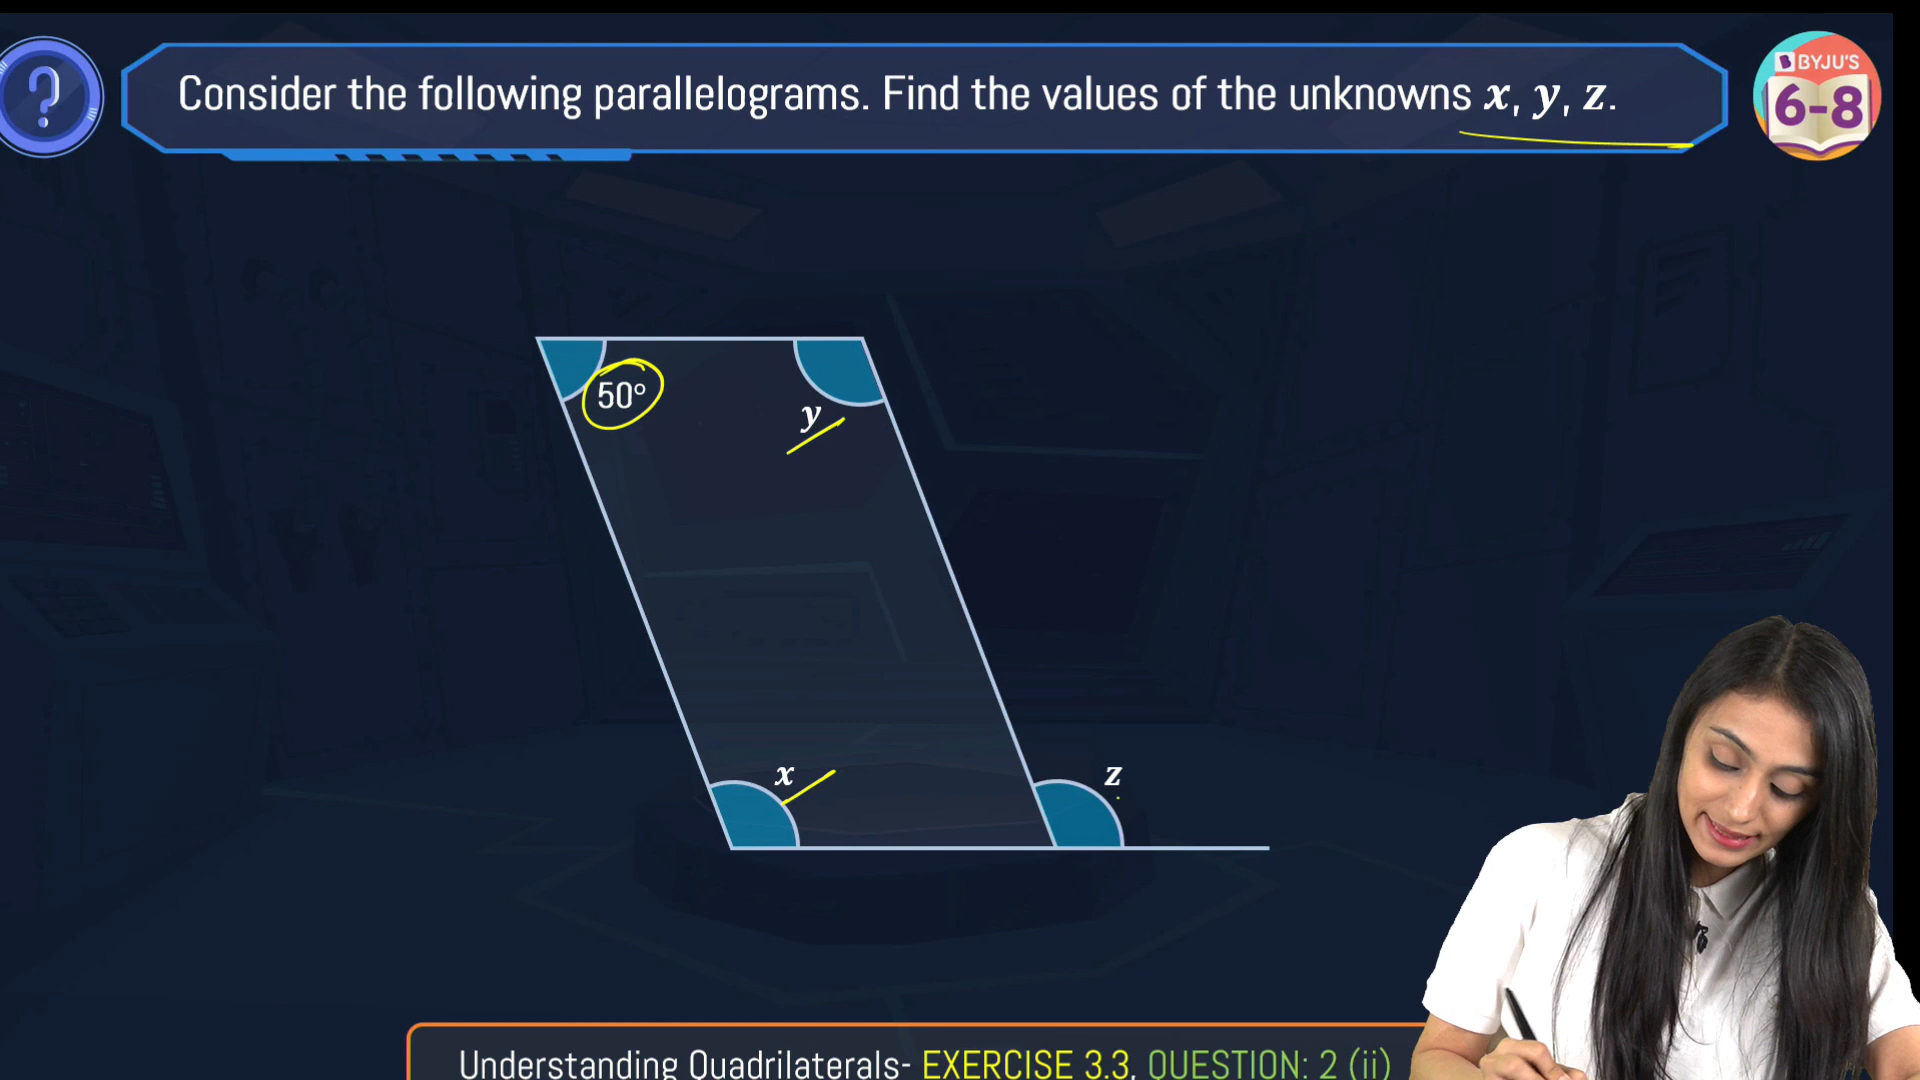 Consider the following parallelograms. Find the values of the unknowns x, y, z.
BYJU'S
6-8
50°
y
x
z
Understanding Quadrilaterals- EXERCISE 3.3, QUESTION: 2 (ii)